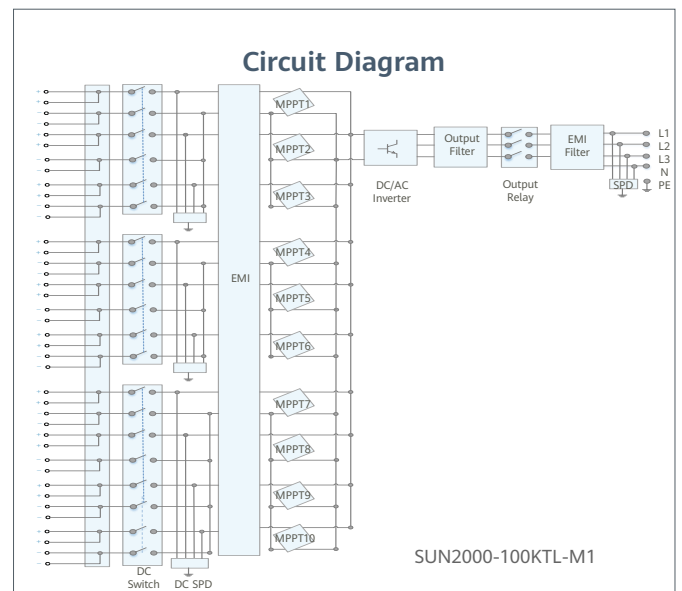 Circuit Diagram
MPPT1
MPPT2
MPPT3
MPPT4
MPPT5
MPPT6
MPPT7
MPPT8
MPPT9
MPPT10
EMI
DC
Switch
DC SPD
DC/AC
Inverter
Output
Filter
Output
Relay
EMI
Filter
SPD
L1
L2
L3
N
PE
SUN2000-100KTL-M1